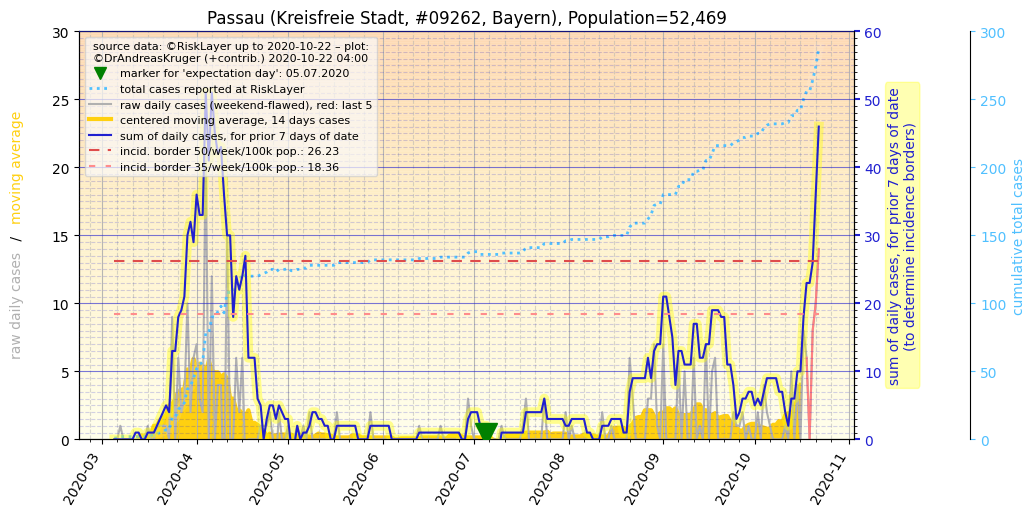 Passau (Kreisfreie Stadt, #09262, Bayern), Population=52,469
source data: ©RiskLayer up to 2020-10-22 – plot:
©DrAndreasKruger (+contrib.) 2020-10-22 04:00
marker for 'expectation day': 05.07.2020
total cases reported at RiskLayer
raw daily cases (weekend-flawed), red: last 5
centered moving average, 14 days cases
sum of daily cases, for prior 7 days of date
incid. border 50/week/100k pop.: 26.23
incid. border 35/week/100k pop.: 18.36
raw daily cases / moving average
30
25
20
15
10
5
0
60
50
40
30
20
10
0
sum of daily cases, for prior 7 days of date
(to determine incidence borders)
300
250
200
150
100
50
0
cumulative total cases
2020-03
2020-04
2020-05
2020-06
2020-07
2020-08
2020-09
2020-10
2020-11